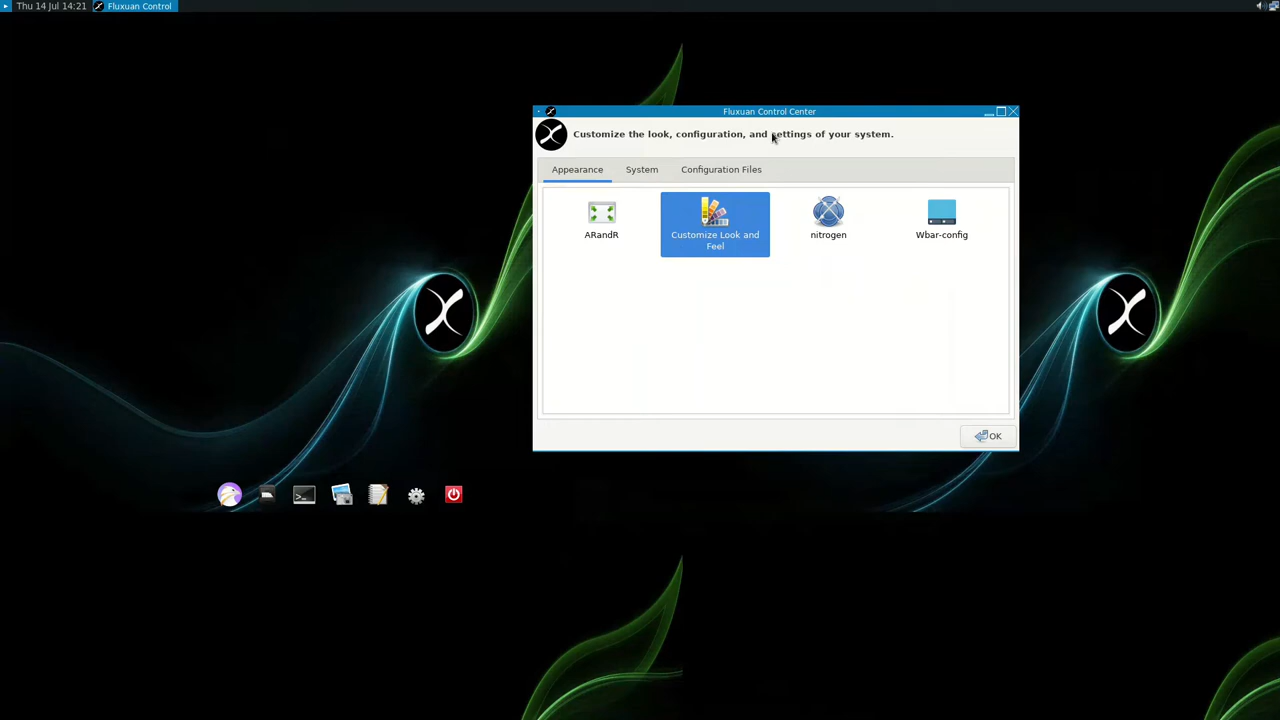 Thu 14 Jul 14:21 Fluxuan Control
Fluxuan Control Center
Customize the look, configuration, and settings of your system.
Appearance System Configuration Files
ARandR
Customize Look and
Feel
nitrogen
Wbar-config
OK